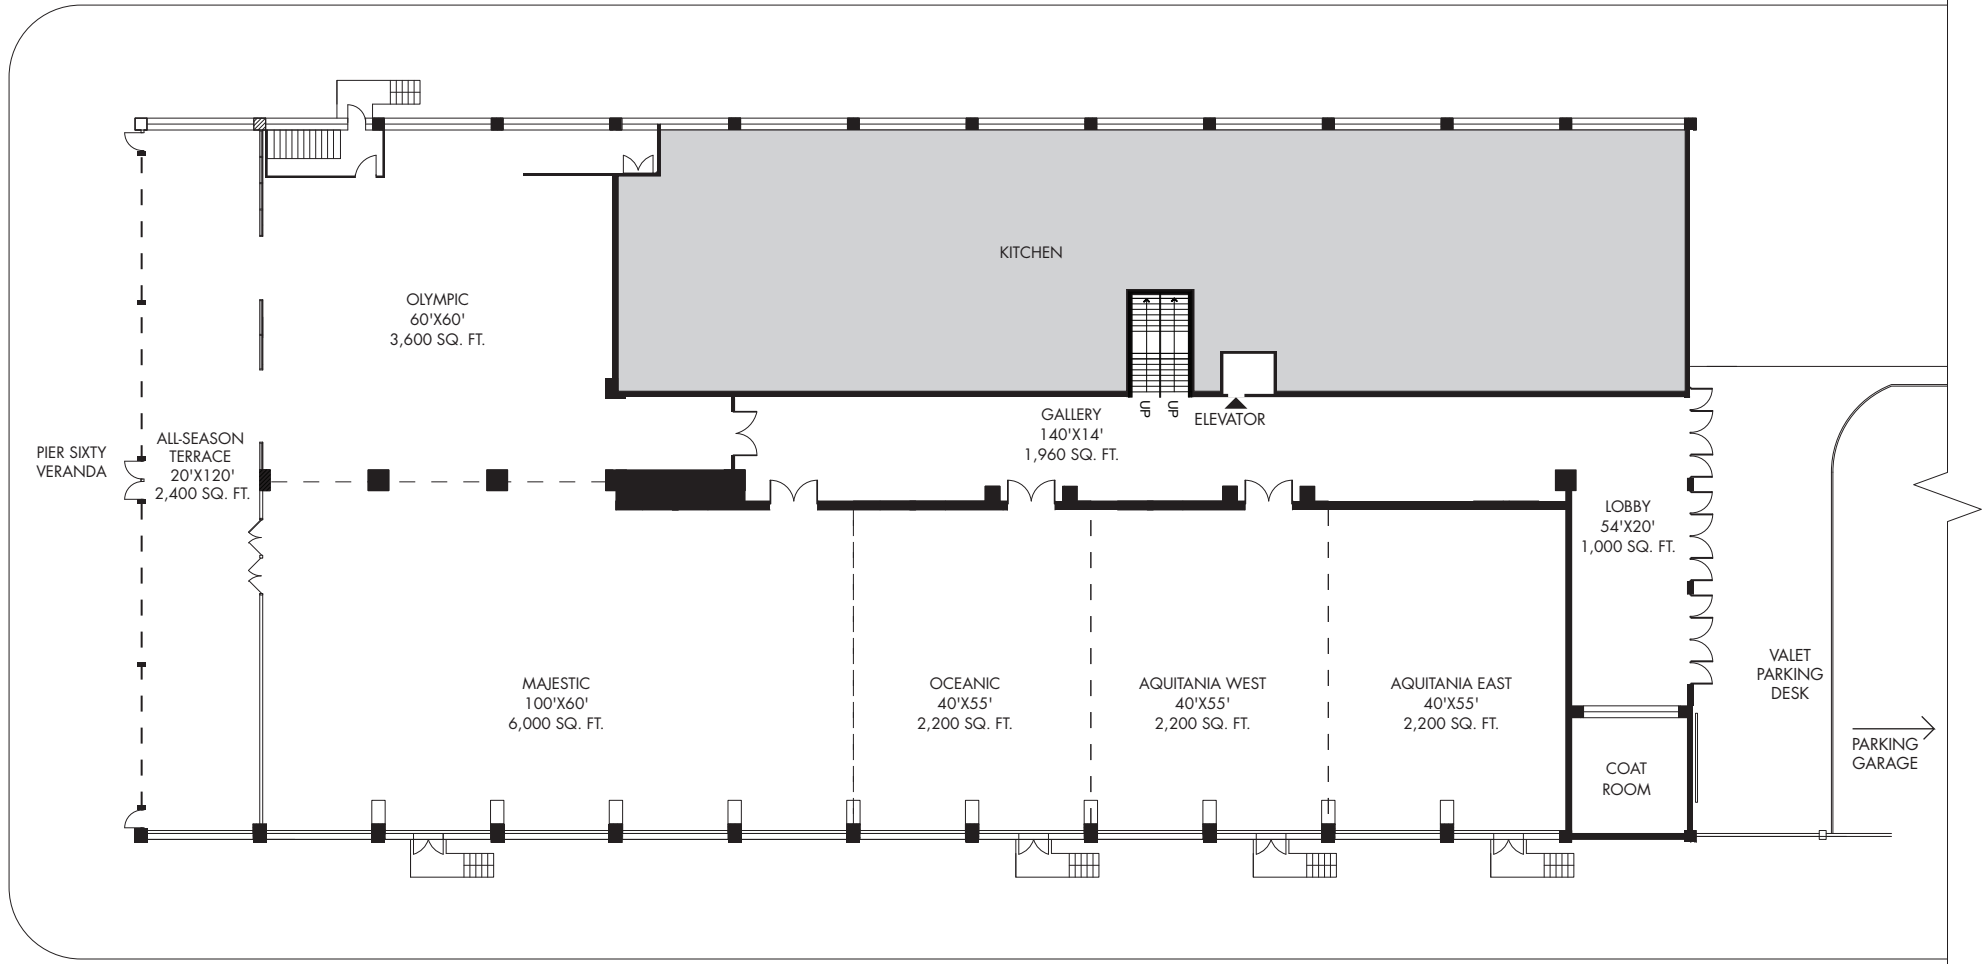 KITCHEN
OLYMPIC
60'X60'
3,600 SQ. FT.
UP
UP
GALLERY
140'X14'
1,960 SQ. FT.
ELEVATOR
PIER SIXTY
VERANDA
ALL-SEASON
TERRACE
20'X120'
2,400 SQ. FT.
LOBBY
54'X20'
1,000 SQ. FT.
MAJESTIC
100'X60'
6,000 SQ. FT.
OCEANIC
40'X55'
2,200 SQ. FT.
AQUITANIA WEST
40'X55'
2,200 SQ. FT.
AQUITANIA EAST
40'X55'
2,200 SQ. FT.
VALET
PARKING
DESK
PARKING
GARAGE
COAT
ROOM